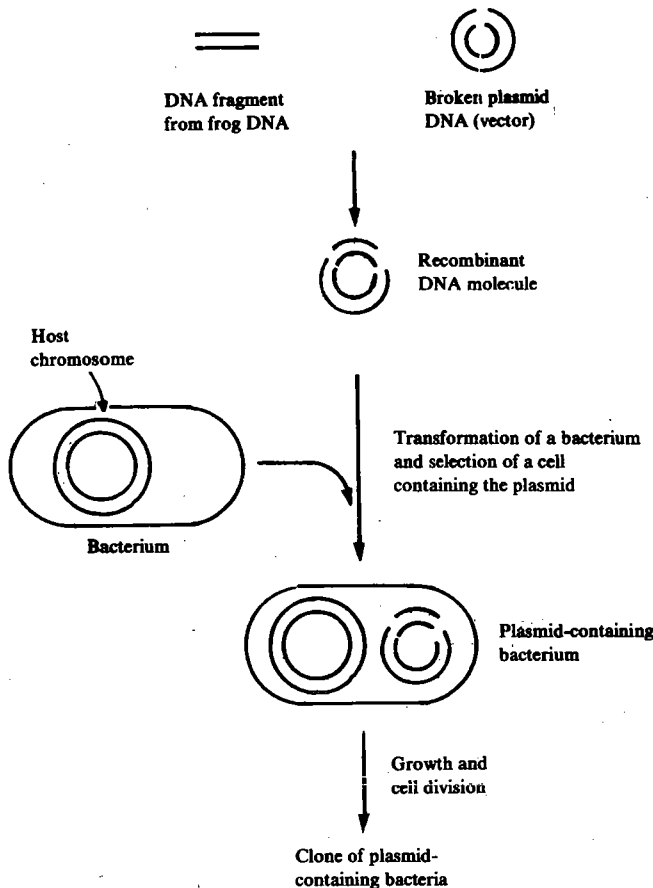 DNA fragment
from frog DNA
Broken plasmid
DNA (vector)
Recombinant
DNA molecule
Host
chromosome
Transformation of a bacterium
and selection of a cell
containing the plasmid
Bacterium
Plasmid-containing
bacterium
Growth and
cell division
Clone of plasmid-
containing bacteria